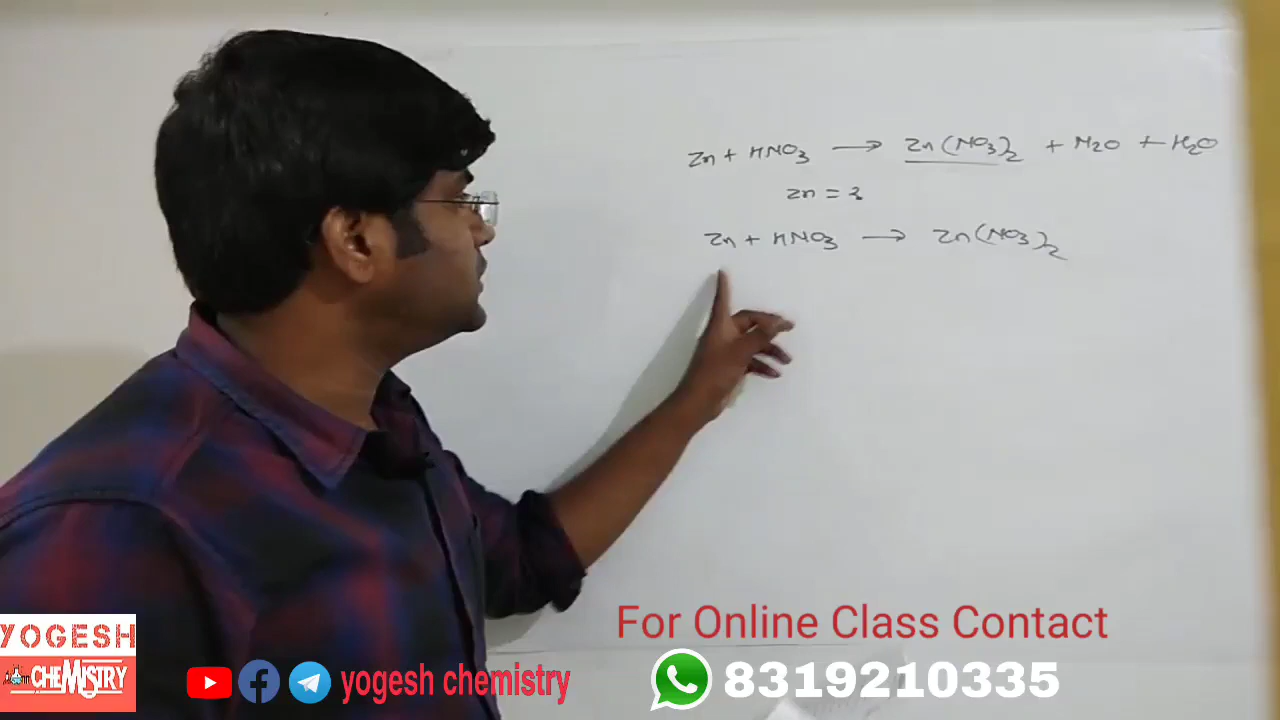 Zn + HNO3 → Zn(NO3)2 + N2O + H2O
Zn = 2
Zn + HNO3 → Zn(NO3)2
For Online Class Contact
YOGESH
CHEMISTRY
yogesh chemistry
8319210335